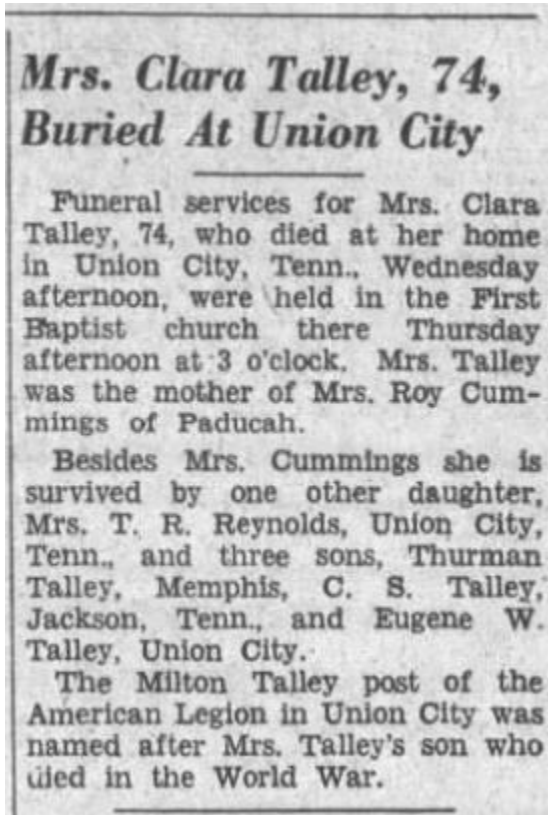 Mrs. Clara Talley, 74,
Buried At Union City
Funeral services for Mrs. Clara
Talley, 74, who died at her home
in Union City, Tenn., Wednesday
afternoon, were held in the First
Baptist church there Thursday
afternoon at 3 o'clock. Mrs. Talley
was the mother of Mrs. Roy Cum-
mings of Paducah.
Besides Mrs. Cummings she is
survived by one other daughter,
Mrs. T. R. Reynolds, Union City,
Tenn., and three sons, Thurman
Talley, Memphis, C. S. Talley,
Jackson, Tenn., and Eugene W.
Talley, Union City.
The Milton Talley post of the
American Legion in Union City was
named after Mrs. Talley's son who
died in the World War.